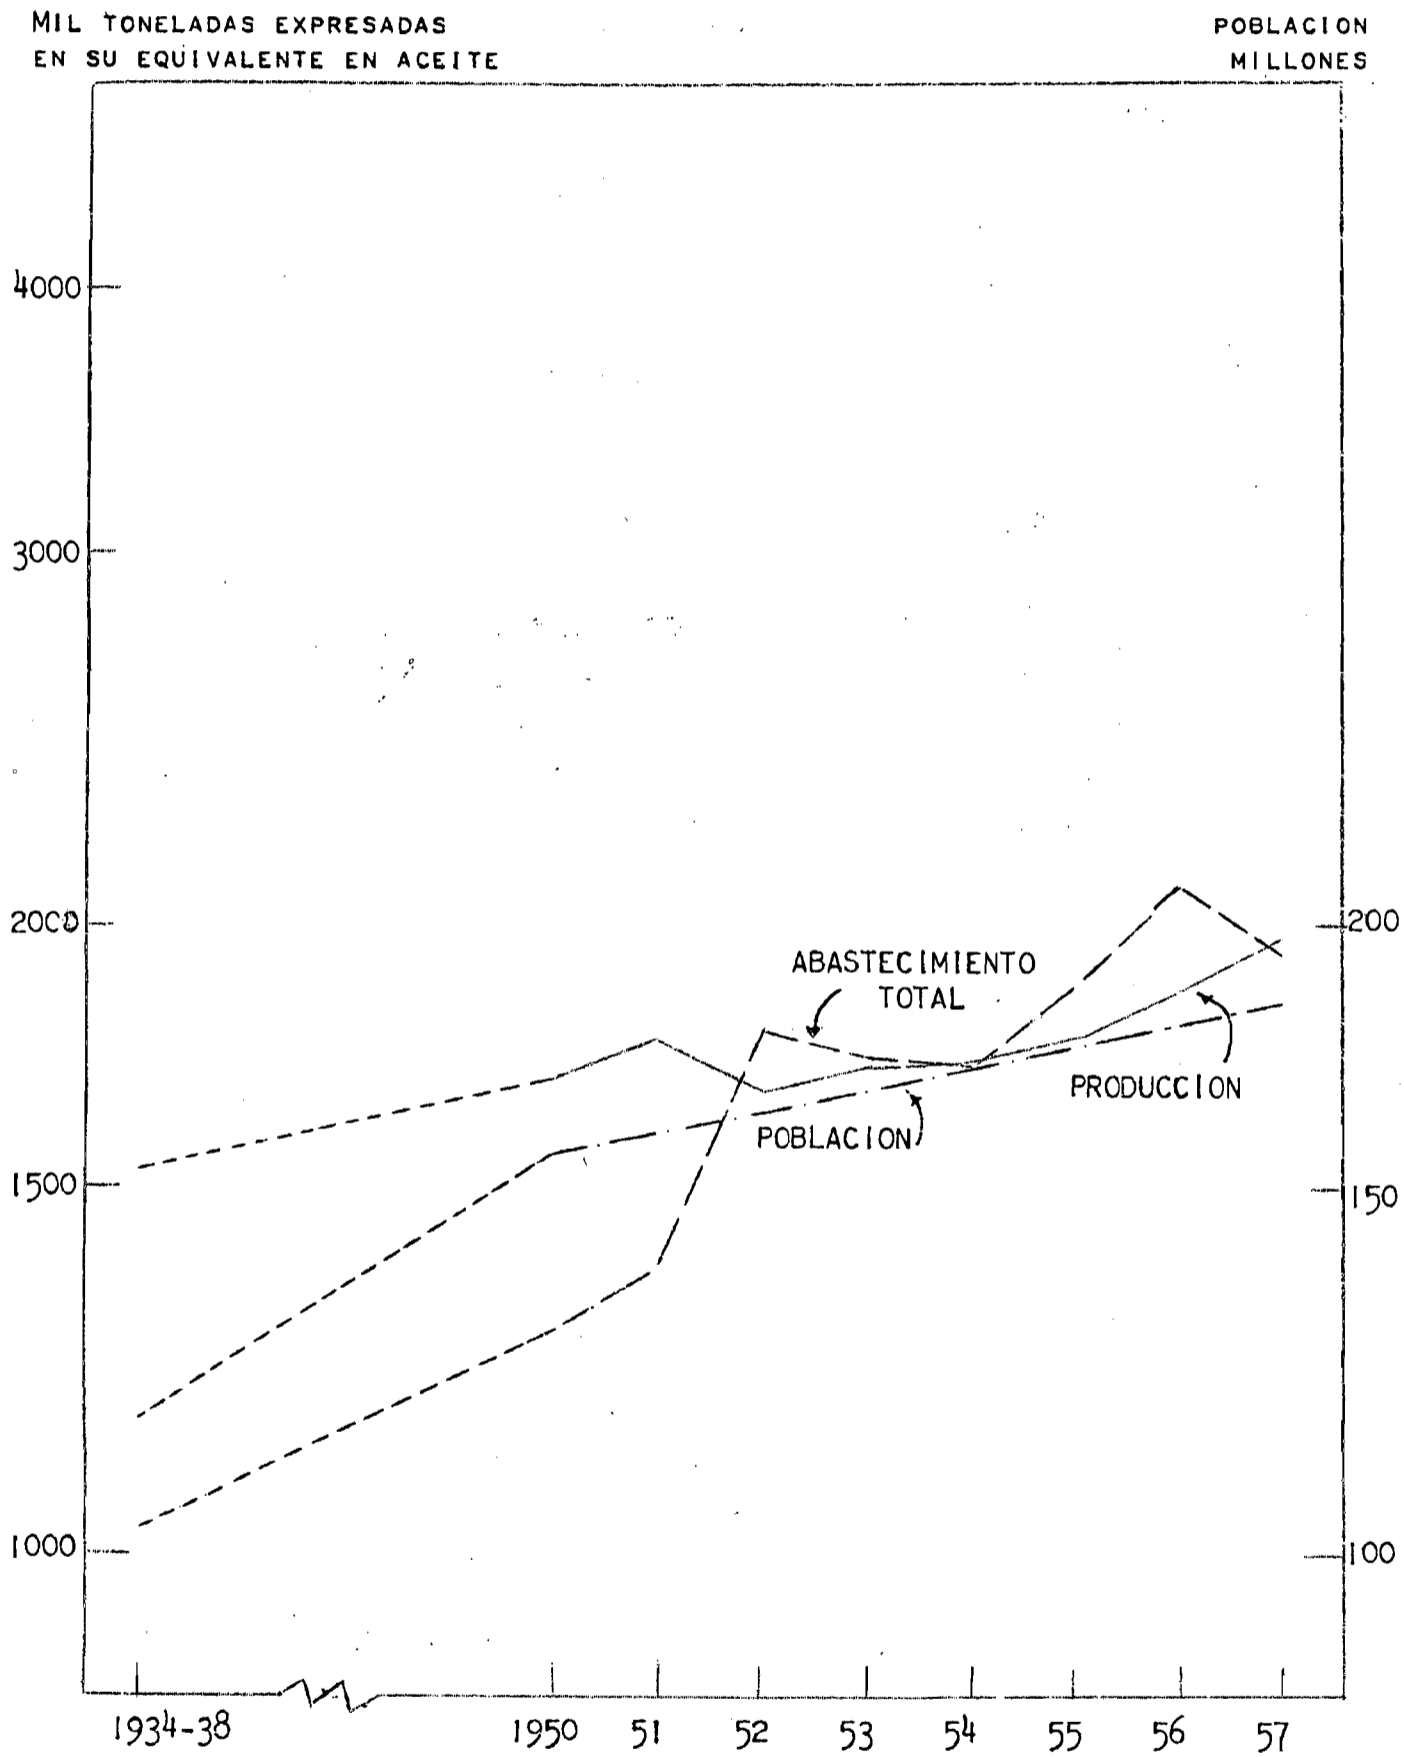 MIL TONELADAS EXPRESADAS
EN SU EQUIVALENTE EN ACEITE
POBLACION
MILLONES
4000
3000
2000
200
ABASTECIMIENTO
TOTAL
PRODUCCION
POBLACION
1500
150
1000
100
1934-38 1950 51 52 53 54 55 56 57